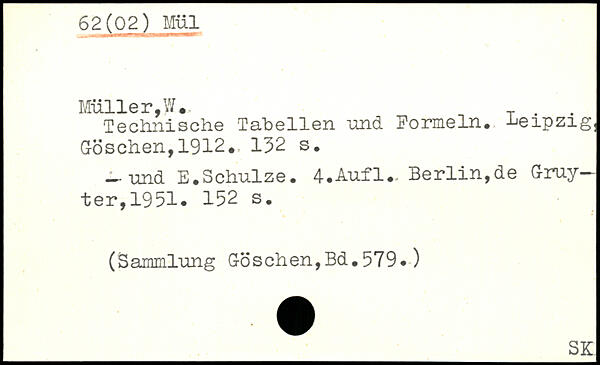 62(02) Mül
Müller,W.
Technische Tabellen und Formeln. Leipzig,
Göschen,1912. 132 s.
— und E.Schulze. 4.Aufl. Berlin,de Gruy-
ter,1951. 152 s.
(Sammlung Göschen,Bd.579.)
SK